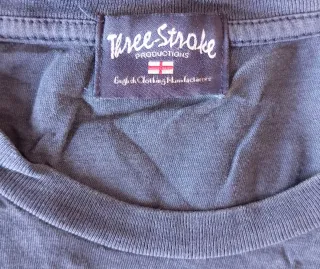 Three Stroke
PRODUCTIONS
English Clothing Manufacturers